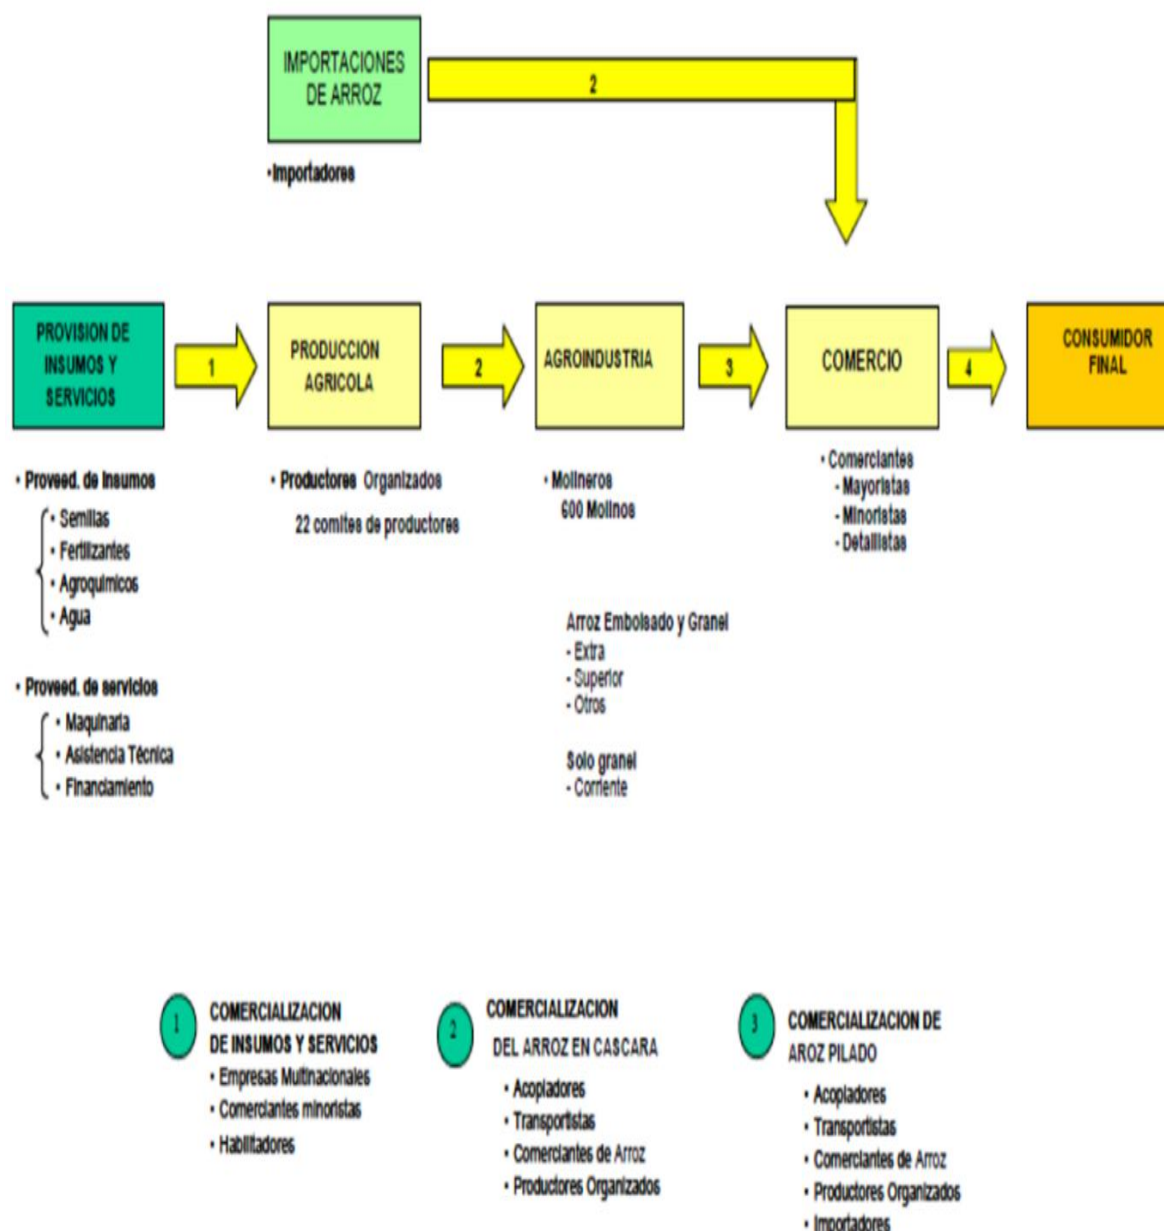 IMPORTACIONES
DE ARROZ
2
•Importadores
PROVISION DE
INSUMOS Y
SERVICIOS
1
PRODUCCION
AGRICOLA
2
AGROINDUSTRIA
3
COMERCIO
4
CONSUMIDOR
FINAL
• Proveed. de Insumos
• Semillas
• Fertilizantes
• Agroquímicos
• Agua
• Proveed. de servicios
• Maquinaria
• Asistencia Técnica
• Financiamiento
• Productores Organizados
22 comites de productores
• Molineros
600 Molinos
Arroz Embolsado y Granel
- Extra
- Superior
- Otros
Solo granel
- Corriente
• Comerciantes
- Mayoristas
- Minoristas
- Detallistas
1
COMERCIALIZACION
DE INSUMOS Y SERVICIOS
• Empresas Multinacionales
• Comerciantes minoristas
• Habilitadores
2
COMERCIALIZACION
DEL ARROZ EN CASCARA
• Acopiadores
• Transportistas
• Comerciantes de Arroz
• Productores Organizados
3
COMERCIALIZACION DE
AROZ PILADO
• Acopiadores
• Transportistas
• Comerciantes de Arroz
• Productores Organizados
• Importadores